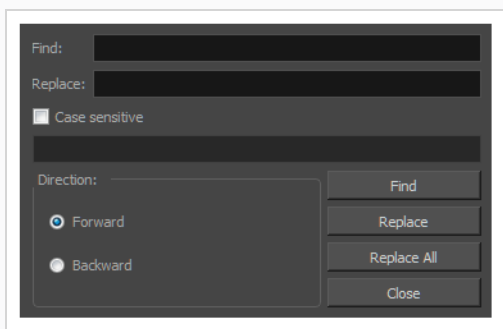 Find:
Replace:
Case sensitive
Direction:
Forward
Backward
Find
Replace
Replace All
Close